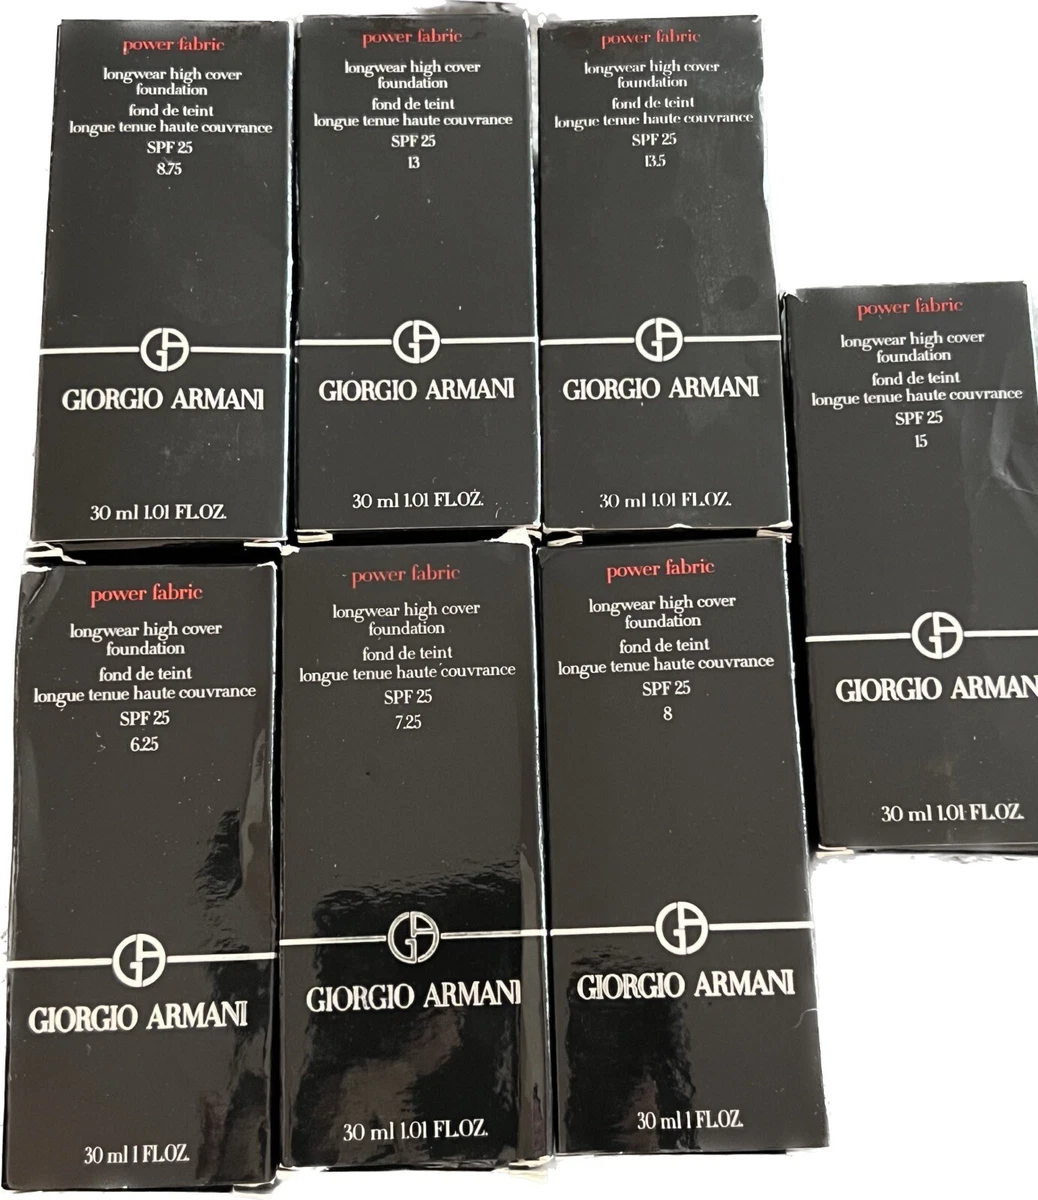 power fabric
longwear high cover
foundation
fond de teint
longue tenue haute couvrance
SPF 25
8.75
GIORGIO ARMANI
30 ml 1.01 FL.OZ.
power fabric
longwear high cover
foundation
fond de teint
longue tenue haute couvrance
SPF 25
13
GIORGIO ARMANI
30 ml 1.01 FL.OZ.
power fabric
longwear high cover
foundation
fond de teint
longue tenue haute couvrance
SPF 25
13.5
GIORGIO ARMANI
30 ml 1.01 FL.OZ.
power fabric
longwear high cover
foundation
fond de teint
longue tenue haute couvrance
SPF 25
15
GIORGIO ARMAN
30 ml 1.01 FL.OZ.
power fabric
longwear high cover
foundation
fond de teint
longue tenue haute couvrance
SPF 25
6.25
GIORGIO ARMANI
30 ml 1 FL.OZ.
power fabric
longwear high cover
foundation
fond de teint
longue tenue haute couvrance
SPF 25
7.25
GIORGIO ARMANI
30 ml 1.01 FL.OZ.
power fabric
longwear high cover
foundation
fond de teint
longue tenue haute couvrance
SPF 25
8
GIORGIO ARMANI
30 ml 1 FL.OZ.